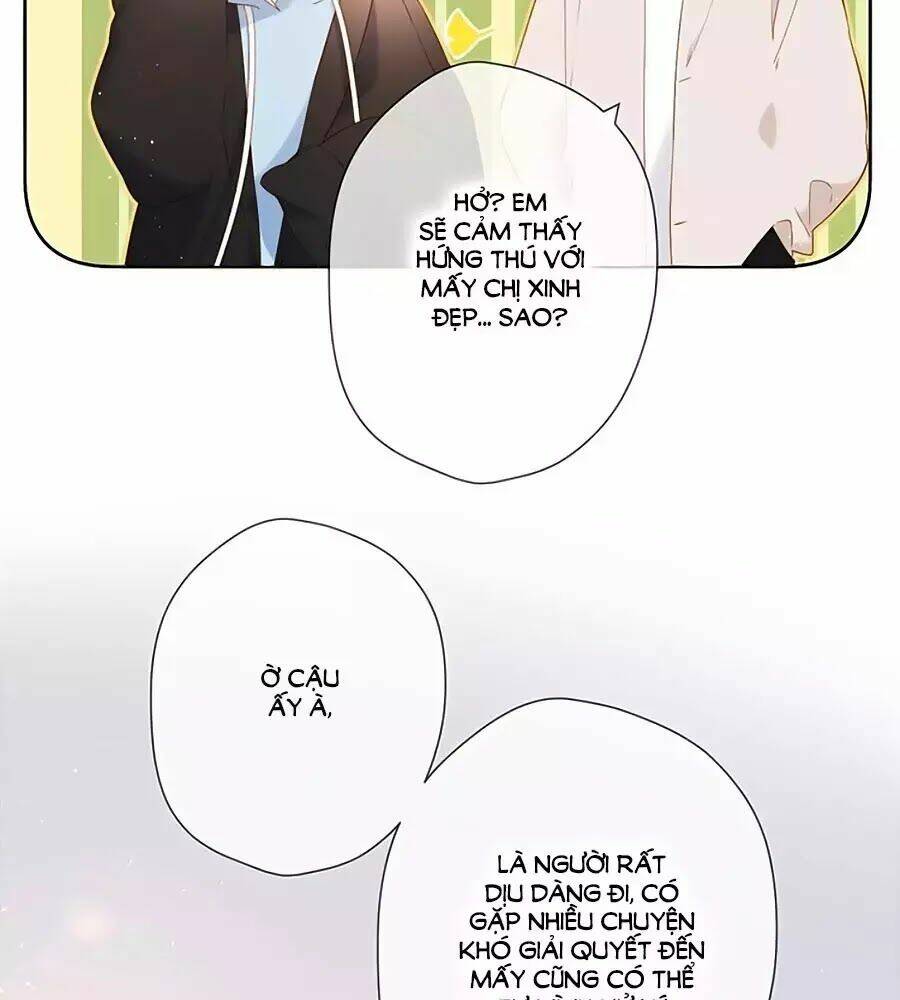 HỞ? EM
SẼ CẢM THẤY
HỨNG THÚ VỚI
MẤY CHỊ XINH
ĐẸP... SAO?
Ờ CẬU
ẤY À,
LÀ NGƯỜI RẤT
DỊU DÀNG ĐI, CÓ
GẶP NHIỀU CHUYỆN
KHÓ GIẢI QUYẾT ĐẾN
MẤY CŨNG CÓ THỂ